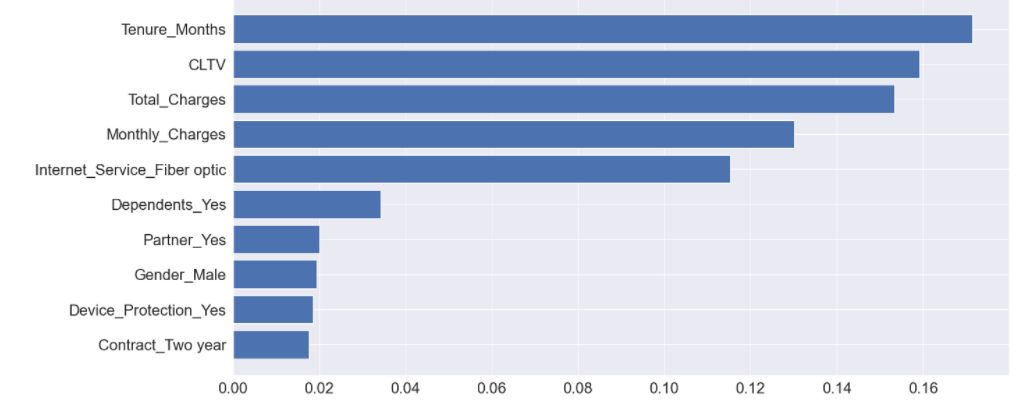 Tenure_Months
CLTV
Total_Charges
Monthly_Charges
Internet_Service_Fiber optic
Dependents_Yes
Partner_Yes
Gender_Male
Device_Protection_Yes
Contract_Two year
0.00 0.02 0.04 0.06 0.08 0.10 0.12 0.14 0.16